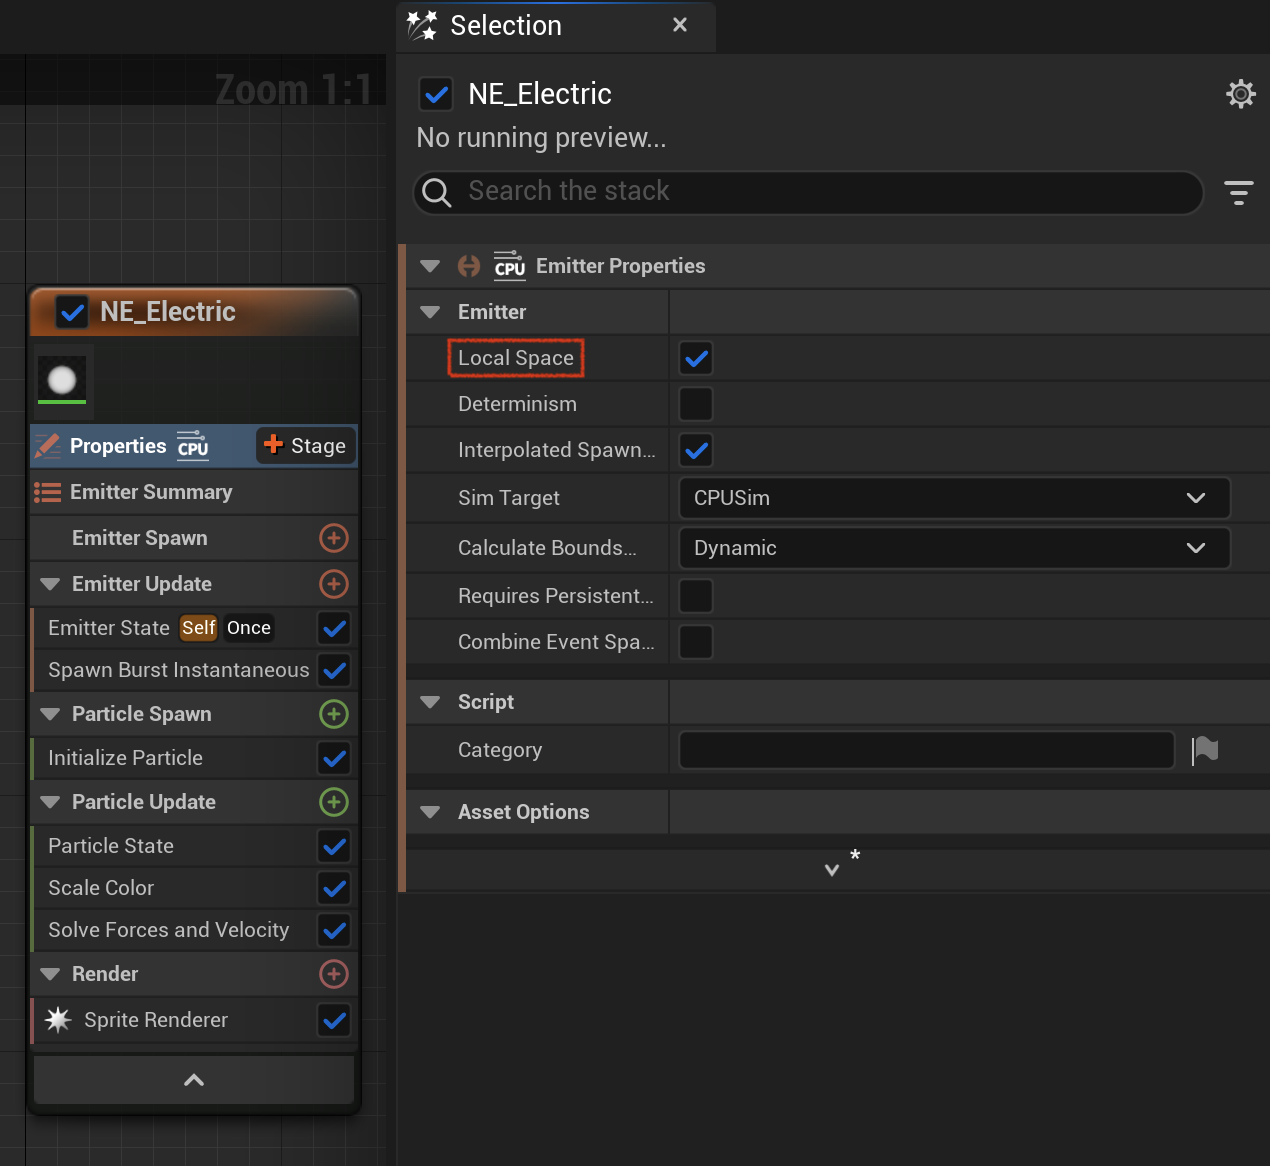 Zoom 1:1
NE_Electric
Properties CPU Stage
Emitter Summary
Emitter Spawn
Emitter Update
Emitter State Self Once
Spawn Burst Instantaneous
Particle Spawn
Initialize Particle
Particle Update
Particle State
Scale Color
Solve Forces and Velocity
Render
Sprite Renderer
Selection
NE_Electric
No running preview...
Search the stack
CPU Emitter Properties
Emitter
Local Space
Determinism
Interpolated Spawn...
Sim Target CPUSim
Calculate Bounds... Dynamic
Requires Persistent...
Combine Event Spa...
Script
Category
Asset Options
*